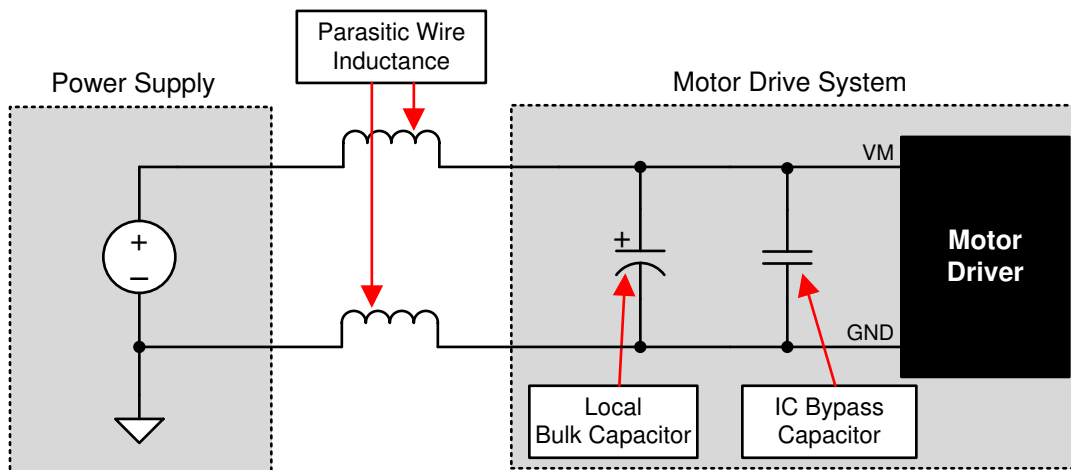 Parasitic Wire
Inductance
Power Supply
Motor Drive System
VM
+
–
+
Motor
Driver
GND
Local
Bulk Capacitor
IC Bypass
Capacitor